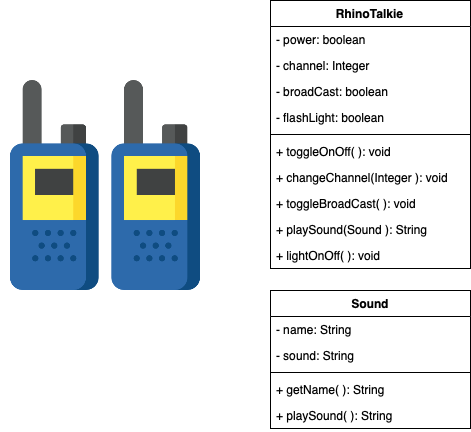 RhinoTalkie
- power: boolean
- channel: Integer
- broadCast: boolean
- flashLight: boolean
+ toggleOnOff( ): void
+ changeChannel(Integer ): void
+ toggleBroadCast( ): void
+ playSound(Sound ): String
+ lightOnOff( ): void
Sound
- name: String
- sound: String
+ getName( ): String
+ playSound( ): String